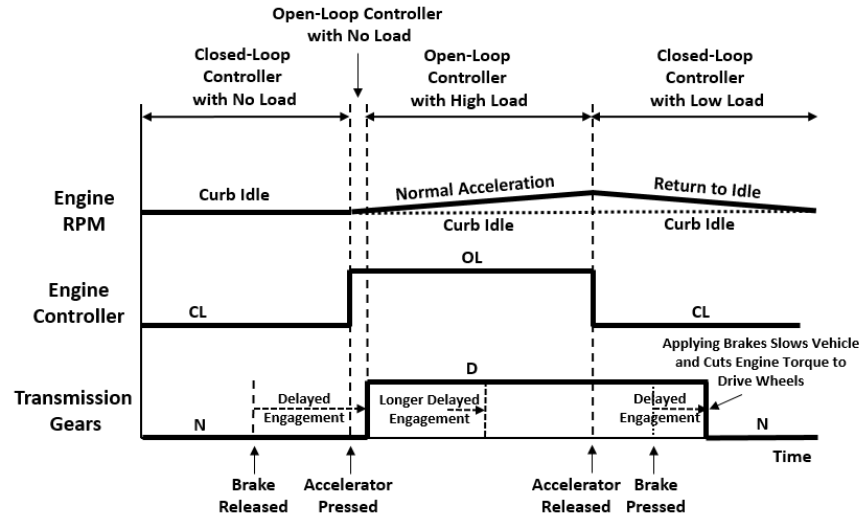 Open-Loop Controller
with No Load
Closed-Loop
Controller
with No Load
Open-Loop
Controller
with High Load
Closed-Loop
Controller
with Low Load
Engine
RPM
Curb Idle
Normal Acceleration
Return to Idle
Curb Idle
Curb Idle
Engine
Controller
CL
OL
CL
Applying Brakes Slows Vehicle
and Cuts Engine Torque to
Drive Wheels
Transmission
Gears
N
Delayed
Engagement
D
Longer Delayed
Engagement
Delayed
Engagement
N
Time
Brake
Released
Accelerator
Pressed
Accelerator
Released
Brake
Pressed